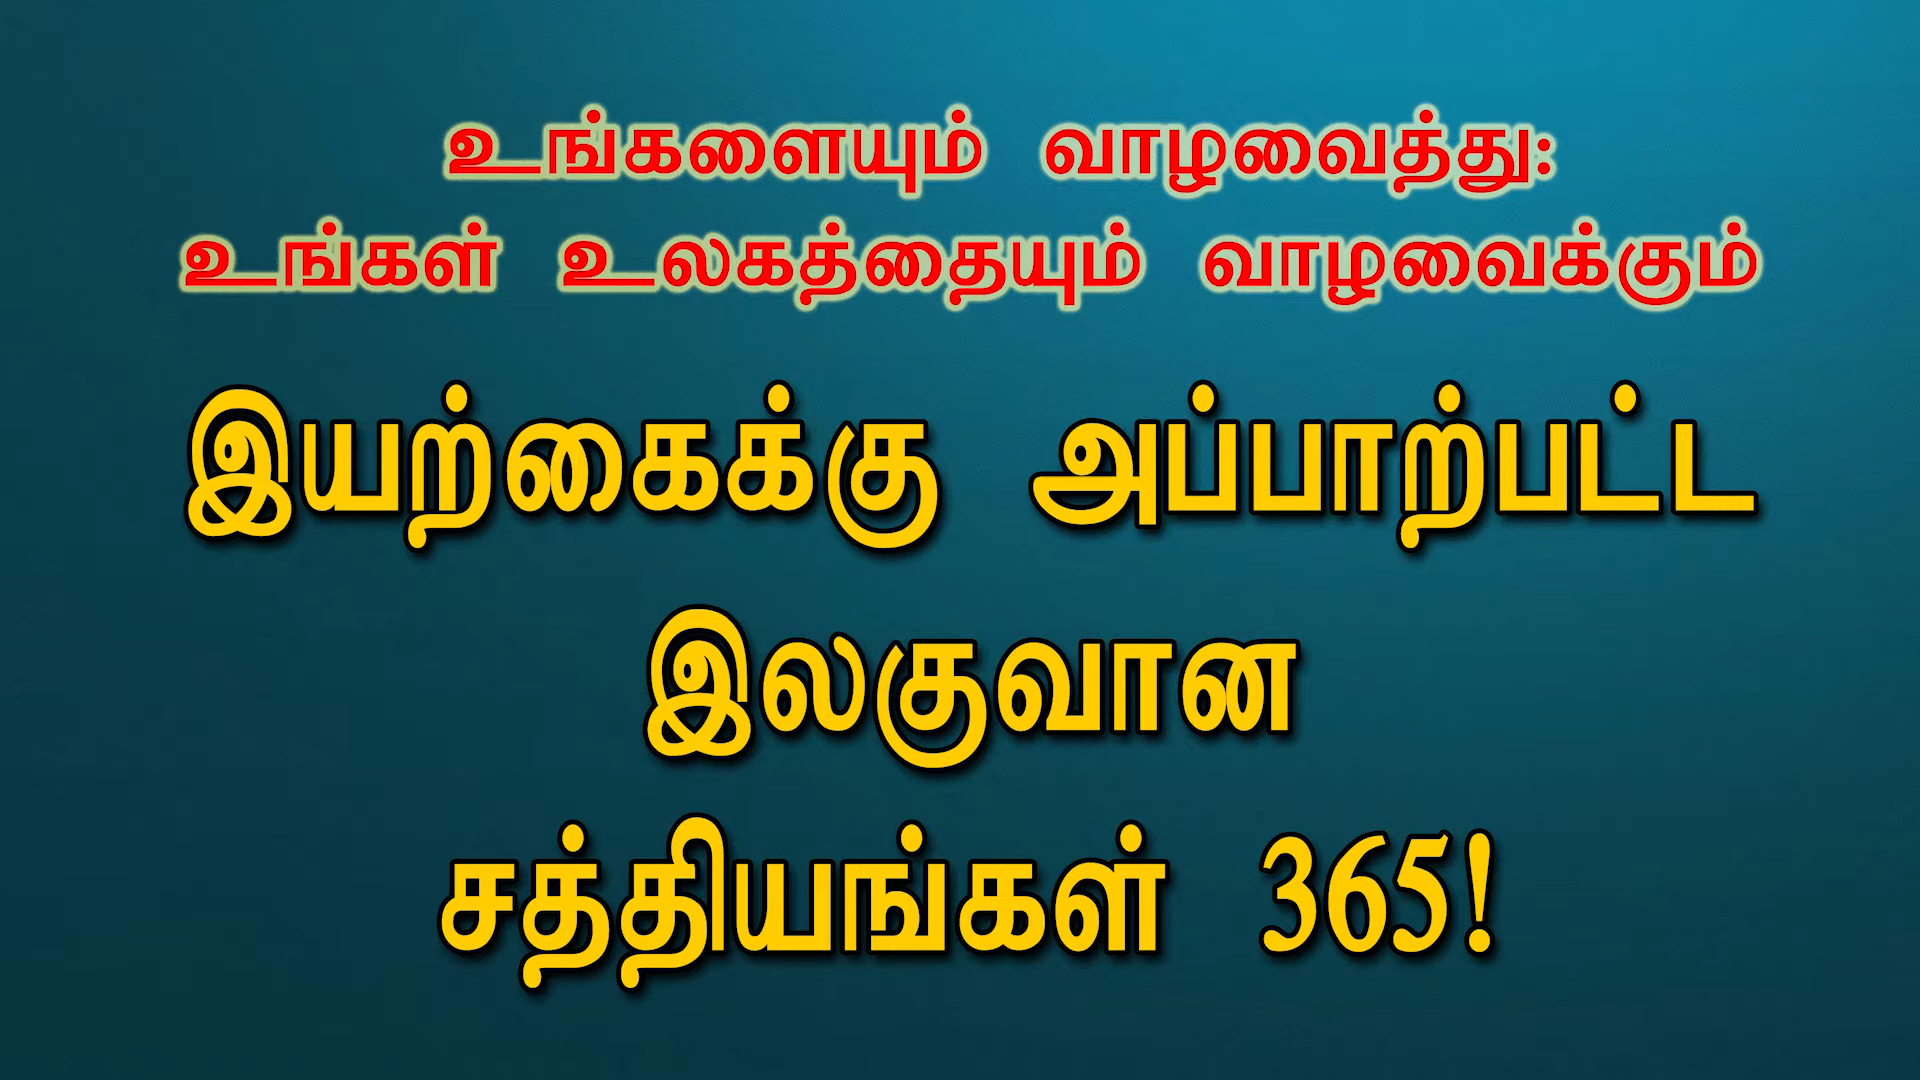 உங்களையும் வாழவைத்து:
உங்கள் உலகத்தையும் வாழவைக்கும்
இயற்கைக்கு அப்பாற்பட்ட
இலகுவான
சத்தியங்கள் 365!